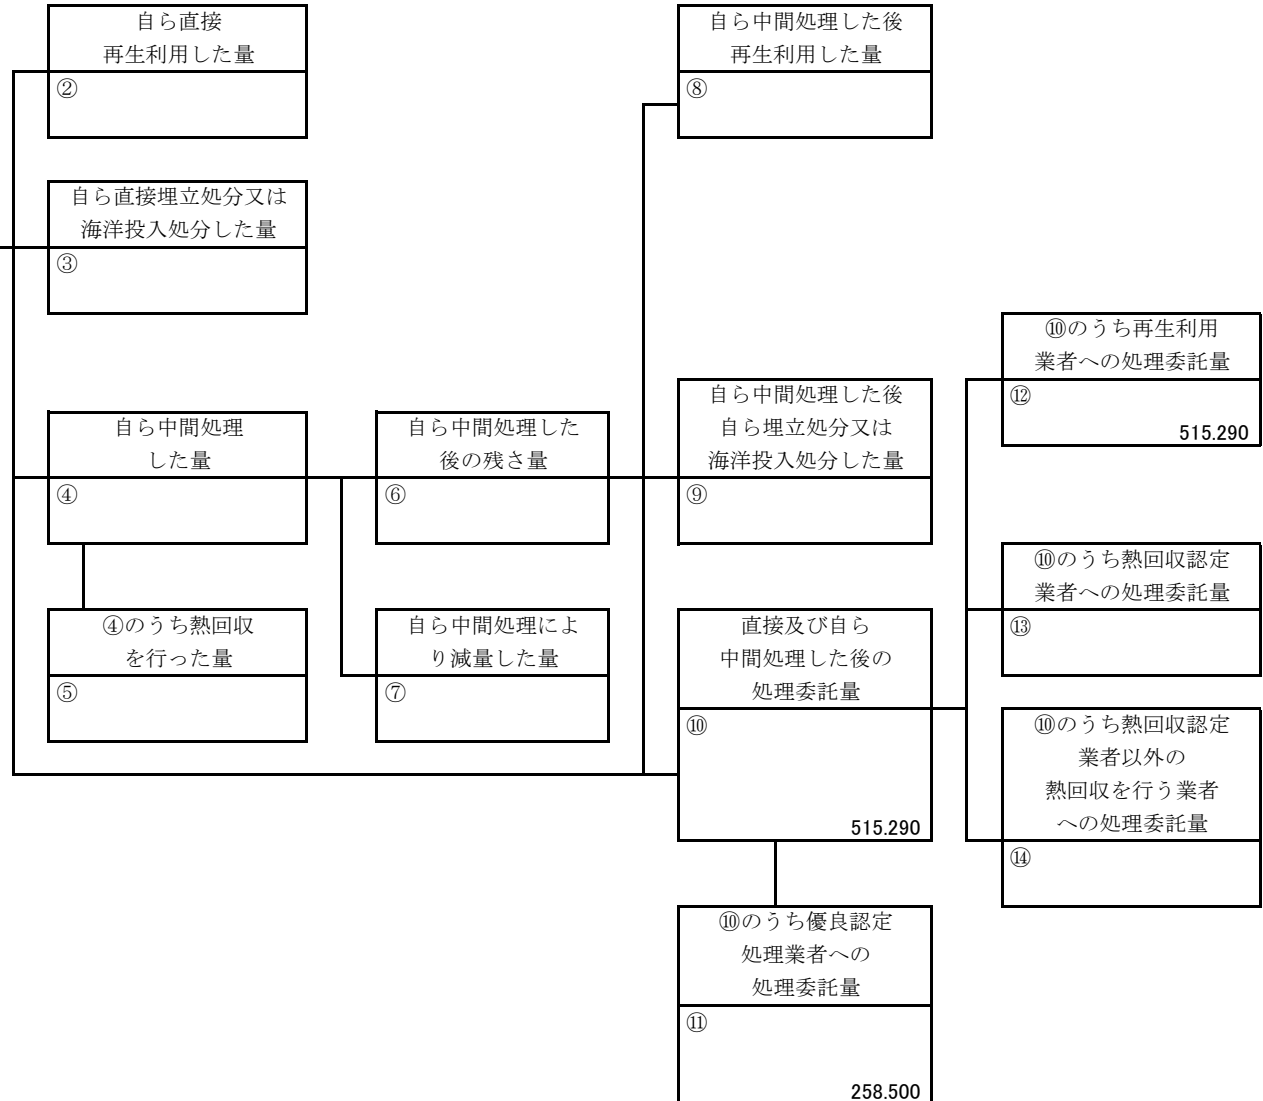 自ら直接
再生利用した量
②
自ら中間処理した後
再生利用した量
⑧
自ら直接埋立処分又は
海洋投入処分した量
③
⑩のうち再生利用
業者への処理委託量
⑫
515.290
自ら中間処理
した量
④
自ら中間処理した
後の残さ量
⑥
自ら中間処理した後
自ら埋立処分又は
海洋投入処分した量
⑨
⑩のうち熱回収認定
業者への処理委託量
⑬
④のうち熱回収
を行った量
⑤
自ら中間処理によ
り減量した量
⑦
直接及び自ら
中間処理した後の
処理委託量
⑩
515.290
⑩のうち熱回収認定
業者以外の
熱回収を行う業者
への処理委託量
⑭
⑩のうち優良認定
処理業者への
処理委託量
⑪
258.500